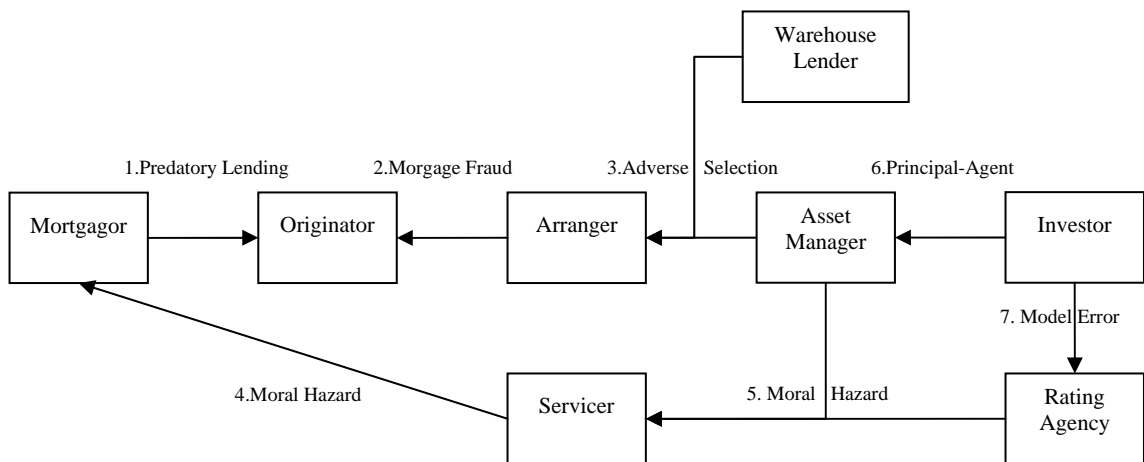 Warehouse
Lender
1.Predatory Lending
2.Morgage Fraud
3.Adverse Selection
6.Principal-Agent
Mortgagor
Originator
Arranger
Asset
Manager
Investor
7. Model Error
4.Moral Hazard
Servicer
5. Moral Hazard
Rating
Agency